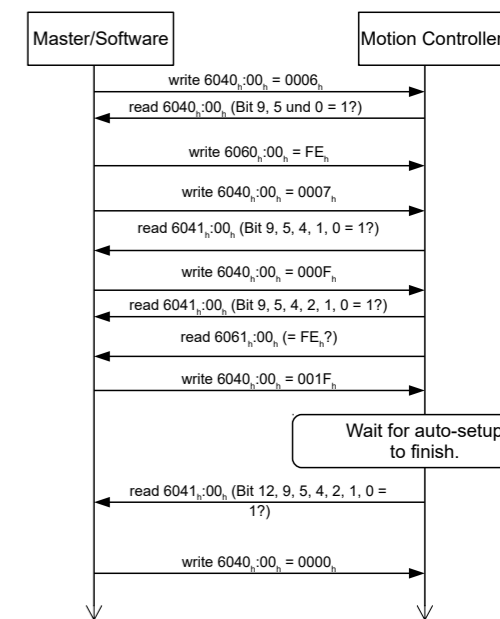 Master/Software
Motion Controller
write 6040h:00h = 0006h
read 6040h:00h (Bit 9, 5 und 0 = 1?)
write 6060h:00h = FEh
write 6040h:00h = 0007h
read 6041h:00h (Bit 9, 5, 4, 1, 0 = 1?)
write 6040h:00h = 000Fh
read 6041h:00h (Bit 9, 5, 4, 2, 1, 0 = 1?)
read 6061h:00h (= FEh?)
write 6040h:00h = 001Fh
Wait for auto-setup
to finish.
read 6041h:00h (Bit 12, 9, 5, 4, 2, 1, 0 =
1?)
write 6040h:00h = 0000h